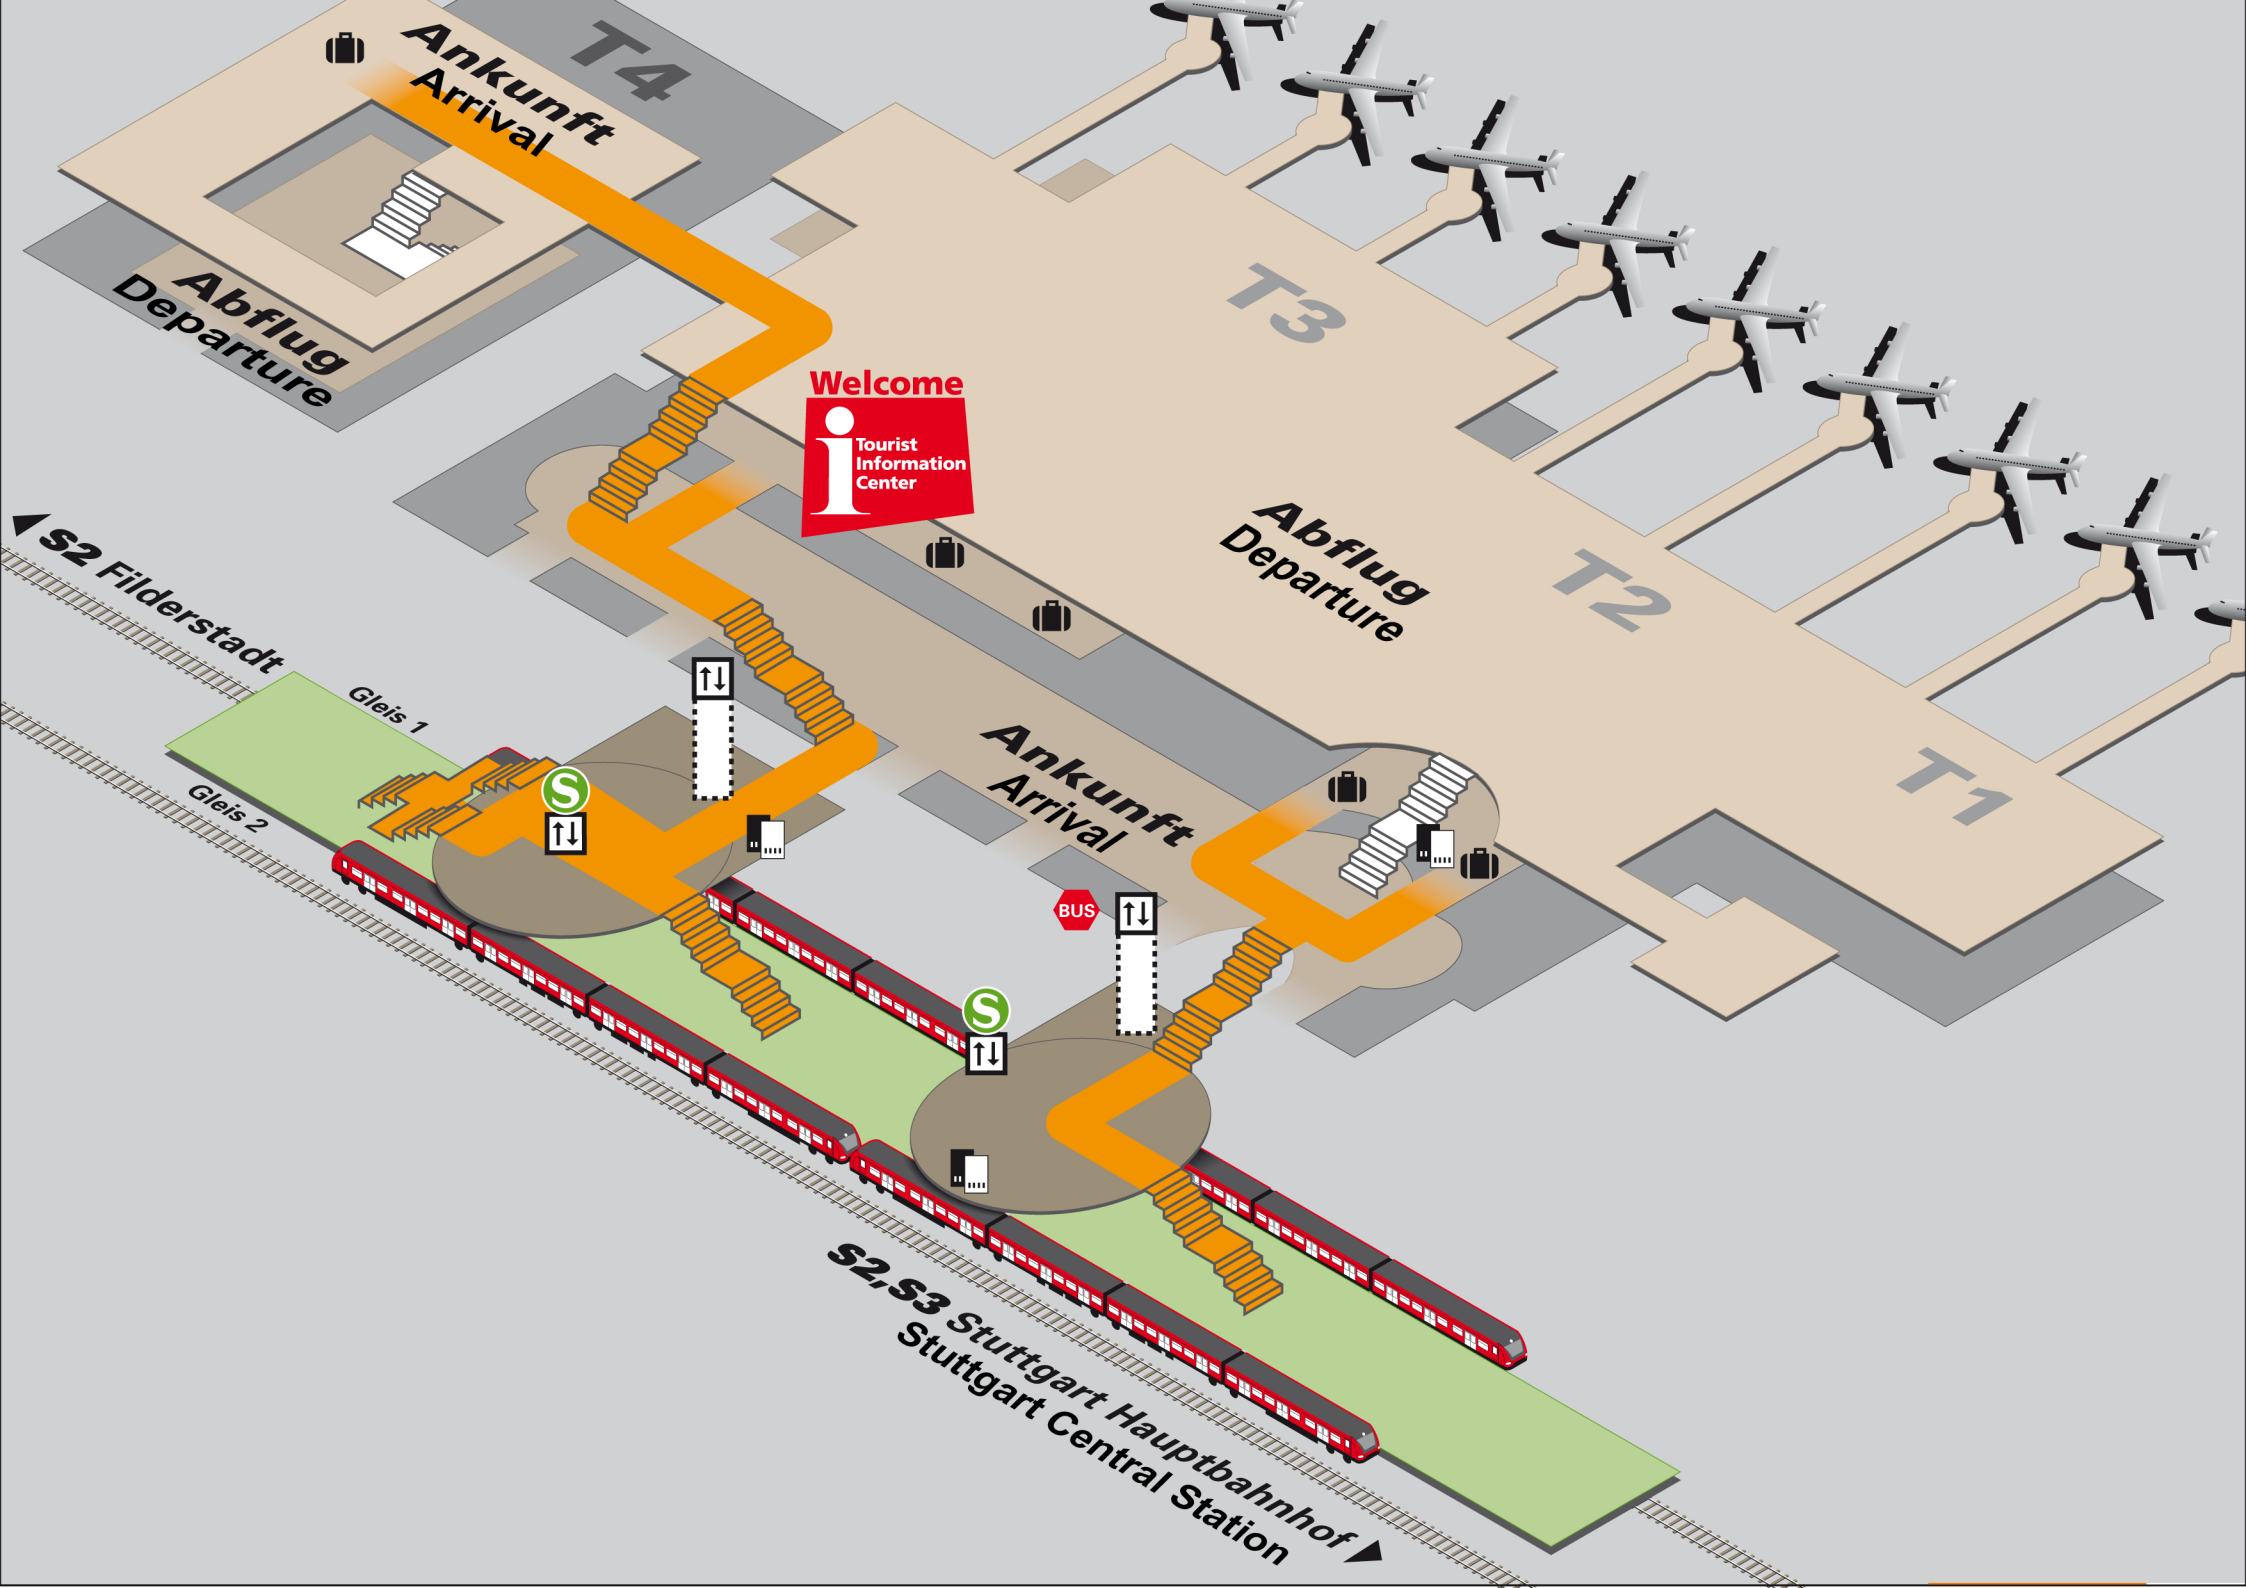 Ankunft
Arrival
T4
Abflug
Departure
T3
Welcome
i
Tourist
Information
Center
S2 Filderstadt
Abflug
Departure
T2
Gleis 1
Gleis 2
S
Ankunft
Arrival
T1
BUS
S
S2,S3 Stuttgart Hauptbahnhof
Stuttgart Central Station